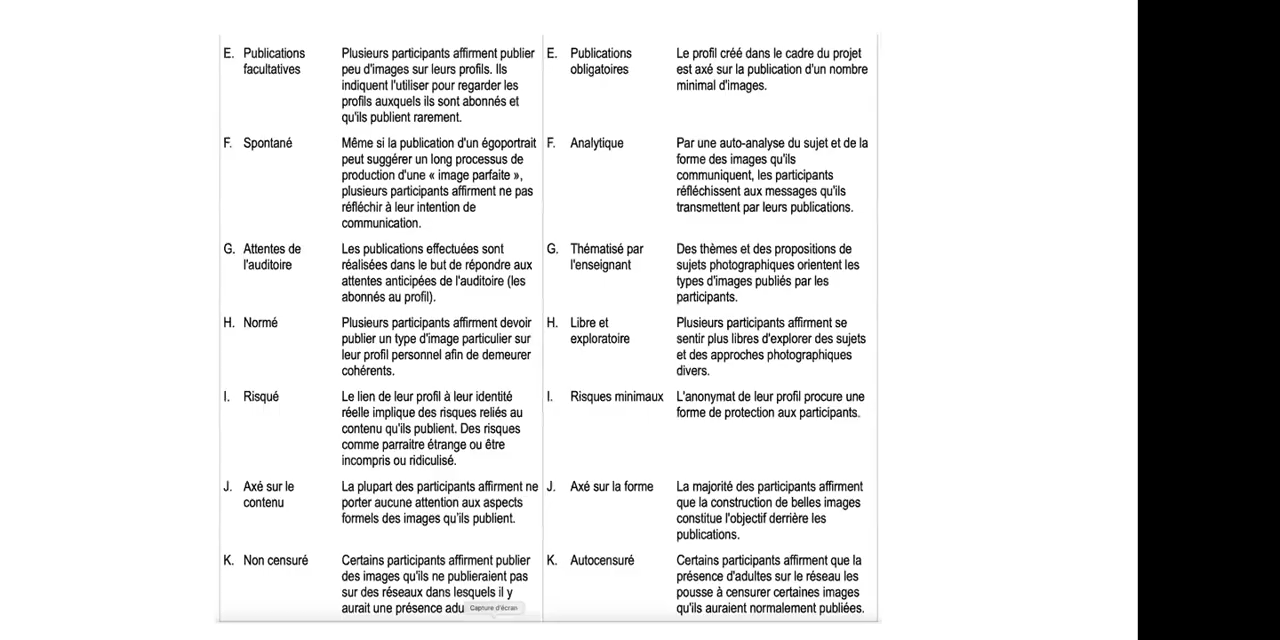 E. Publications facultatives
Plusieurs participants affirment publier
peu d'images sur leurs profils. Ils
indiquent l'utiliser pour regarder les
profils auxquels ils sont abonnés et
qu'ils publient rarement.
E. Publications obligatoires
Le profil créé dans le cadre du projet
est axé sur la publication d'un nombre
minimal d'images.
F. Spontané
Même si la publication d'un égoportrait
peut suggérer un long processus de
production d'une « image parfaite »,
plusieurs participants affirment ne pas
réfléchir à leur intention de
communication.
F. Analytique
Par une auto-analyse du sujet et de la
forme des images qu'ils
communiquent, les participants
réfléchissent aux messages qu'ils
transmettent par leurs publications.
G. Attentes de l'auditoire
Les publications effectuées sont
réalisées dans le but de répondre aux
attentes anticipées de l'auditoire (les
abonnés au profil).
G. Thématisé par l'enseignant
Des thèmes et des propositions de
sujets photographiques orientent les
types d'images publiés par les
participants.
H. Normé
Plusieurs participants affirment devoir
publier un type d'image particulier sur
leur profil personnel afin de demeurer
cohérents.
H. Libre et exploratoire
Plusieurs participants affirment se
sentir plus libres d'explorer des sujets
et des approches photographiques
divers.
I. Risqué
Le lien de leur profil à leur identité
réelle implique des risques reliés au
contenu qu'ils publient. Des risques
comme parraitre étrange ou être
incompris ou ridiculisé.
I. Risques minimaux
L'anonymat de leur profil procure une
forme de protection aux participants.
J. Axé sur le contenu
La plupart des participants affirment ne
porter aucune attention aux aspects
formels des images qu'ils publient.
J. Axé sur la forme
La majorité des participants affirment
que la construction de belles images
constitue l'objectif derrière les
publications.
K. Non censuré
Certains participants affirment publier
des images qu'ils ne publieraient pas
sur des réseaux dans lesquels il y
aurait une présence adu
Capture d'écran
K. Autocensuré
Certains participants affirment que la
présence d'adultes sur le réseau les
pousse à censurer certaines images
qu'ils auraient normalement publiées.